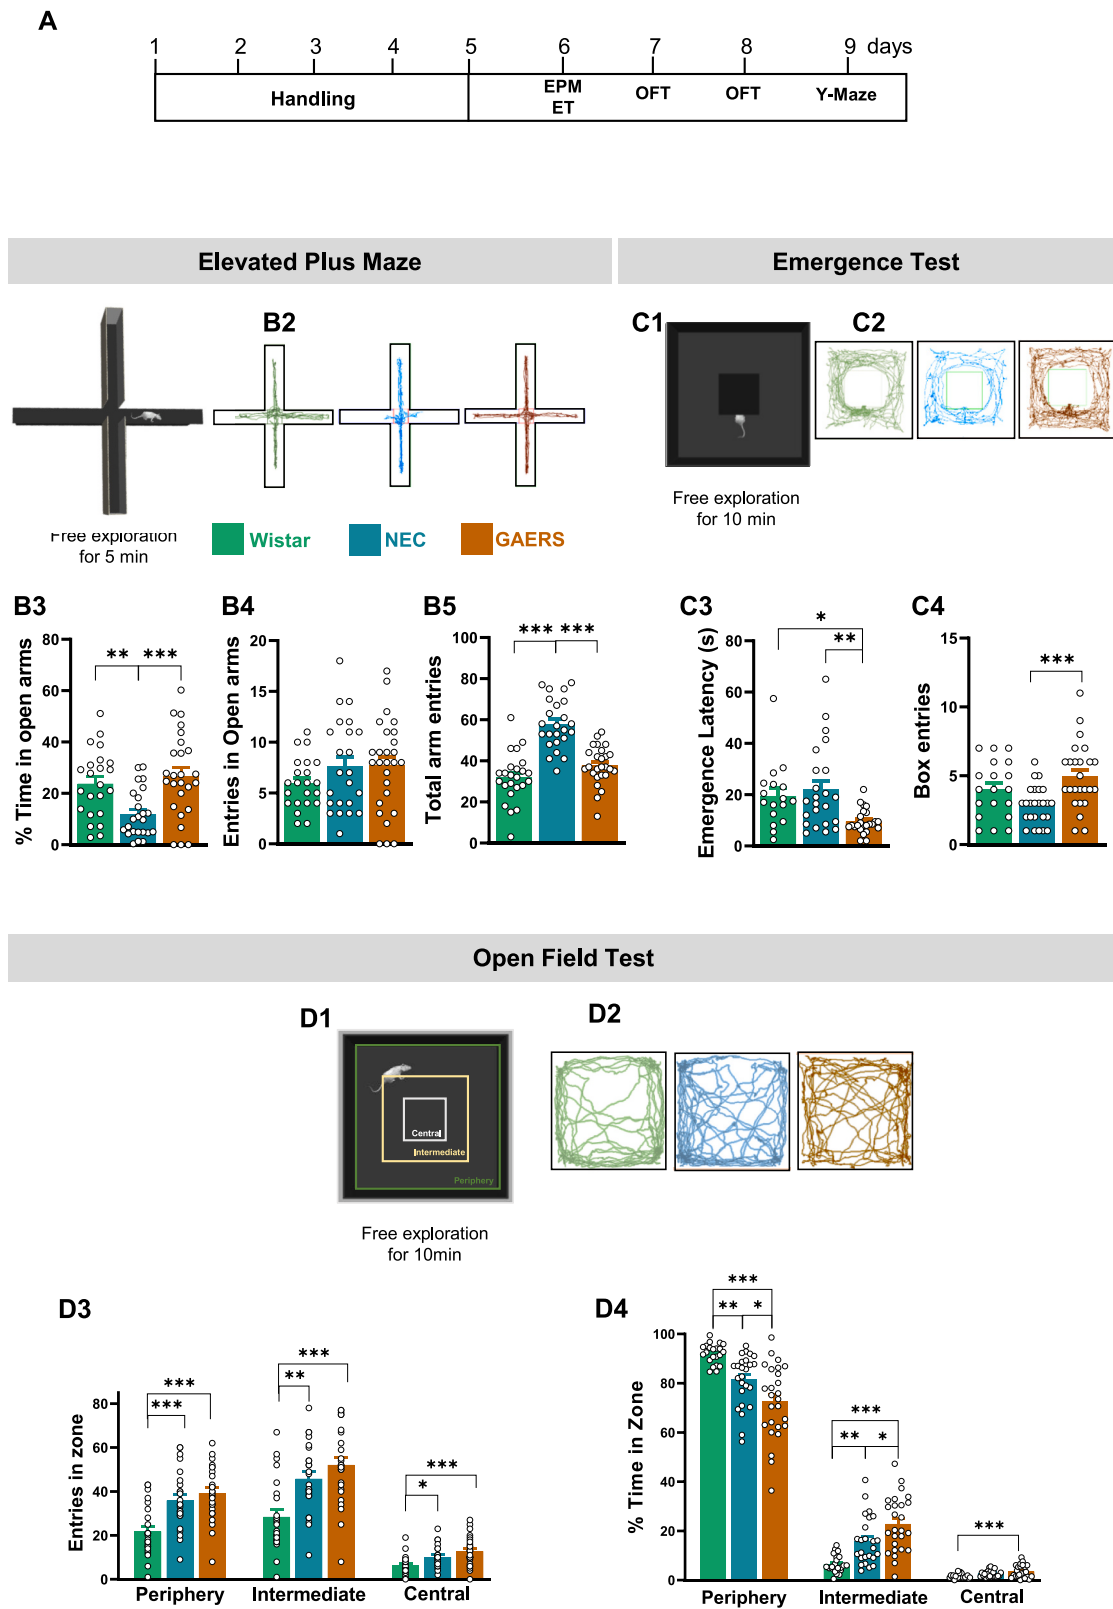 A
1 2 3 4 5 6 7 8 9 days
Handling
EPM
ET
OFT
OFT
Y-Maze
Elevated Plus Maze
Emergence Test
B2
C1
C2
Free exploration
for 5 min
Wistar
NEC
GAERS
Free exploration
for 10 min
B3
% Time in open arms
80
60
40
20
0
** ***
B4
Entries in Open arms
20
15
10
5
0
B5
Total arm entries
100
80
60
40
20
0
*** ***
C3
Emergence Latency (s)
80
60
40
20
0
*
**
C4
Box entries
15
10
5
0
***
Open Field Test
D1
D2
Central
Intermediate
Periphery
Free exploration
for 10min
D3
Entries in zone
80
60
40
20
0
***
***
***
**
***
*
Periphery Intermediate Central
D4
% Time in Zone
100
80
60
40
20
0
***
** *
***
** *
***
Periphery Intermediate Central